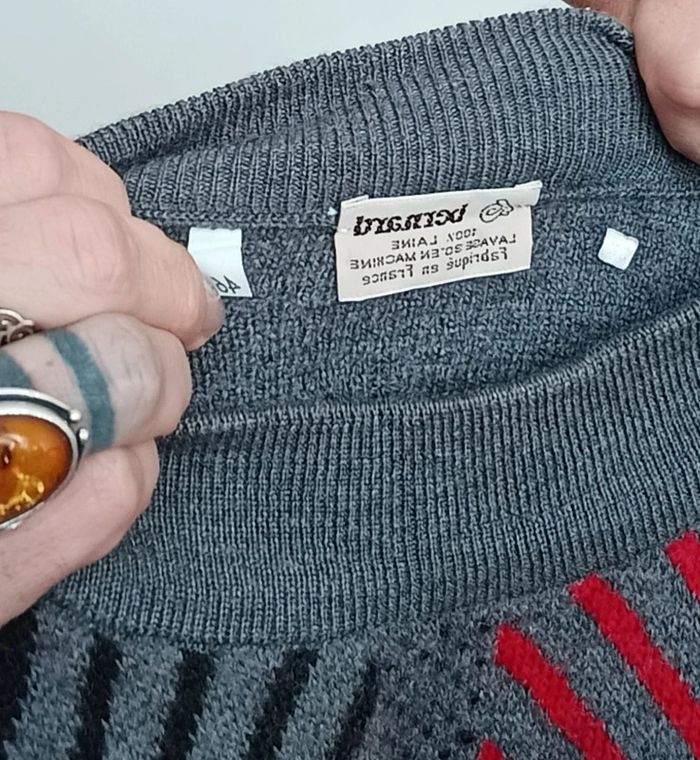 bernard
100% LAINE
LAVAGE 30° EN MACHINE
Fabriqué en France
46